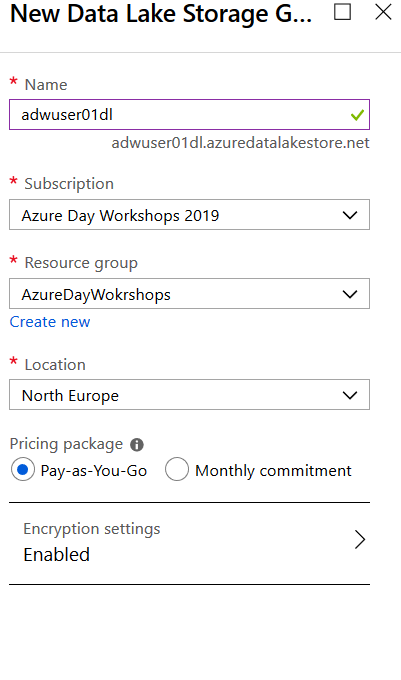 New Data Lake Storage G...
* Name
adwuser01dl
adwuser01dl.azuredatalakestore.net
* Subscription
Azure Day Workshops 2019
* Resource group
AzureDayWokrshops
Create new
* Location
North Europe
Pricing package
Pay-as-You-Go Monthly commitment
Encryption settings
Enabled